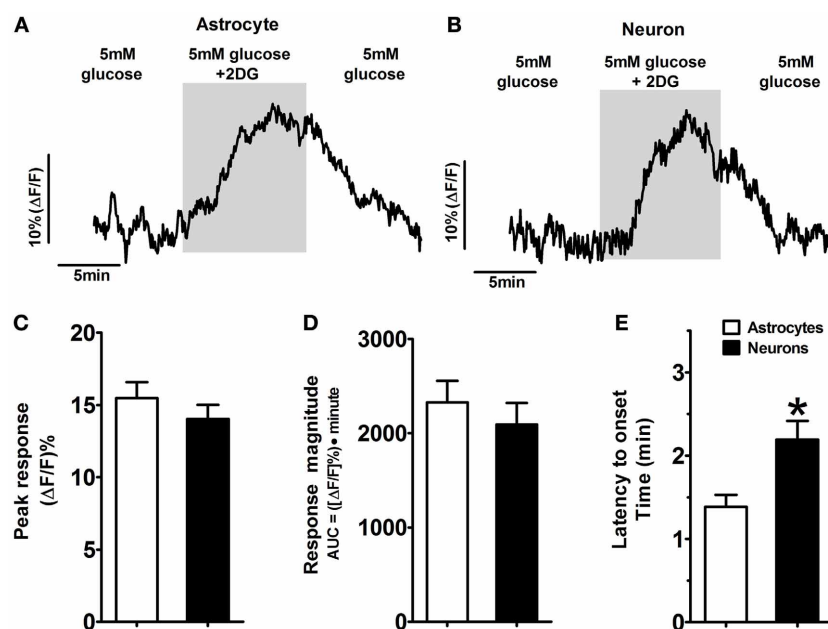 A
Astrocyte
5mM
glucose
5mM glucose
+2DG
5mM
glucose
10% (ΔF/F)
5min
B
Neuron
5mM
glucose
5mM glucose
+ 2DG
5mM
glucose
10% (ΔF/F)
5min
C
Peak response
(ΔF/F)%
20
15
10
5
0
D
Response magnitude
AUC = ([ΔF/F]%) • minute
3000
2000
1000
0
E
Latency to onset
Time (min)
3
2
1
0
Astrocytes
Neurons
*